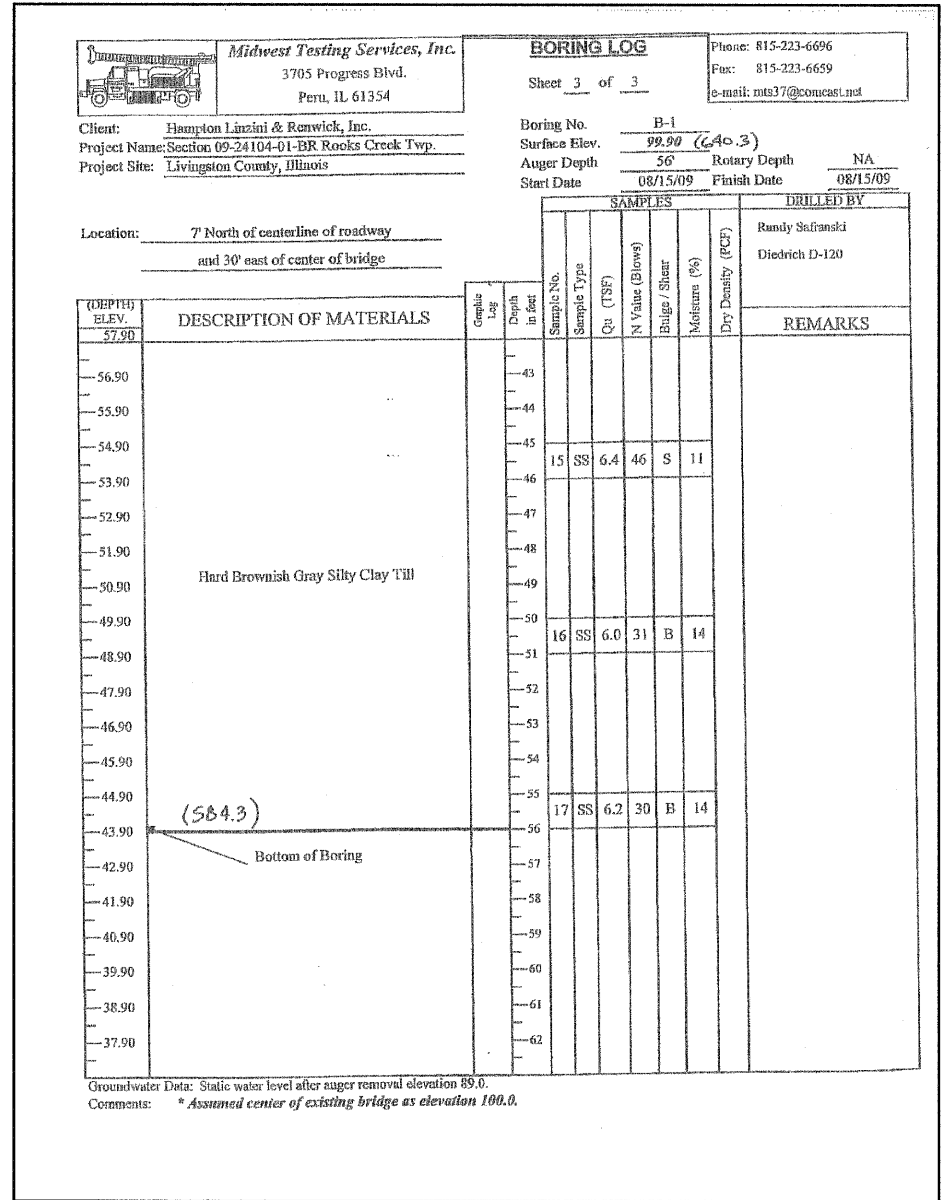 Midwest Testing Services, Inc.
3705 Progress Blvd.
Peru, IL 61354
BORING LOG
Sheet 3 of 3
Phone: 815-223-6696
Fax: 815-223-6659
e-mail: mts37@comcast.net
Client: Hampton Linzini & Renwick, Inc.
Project Name: Section 09-24104-01-BR Rooks Creek Twp.
Project Site: Livingston County, Illinois
Boring No. B-1
Surface Elev. 99.90 (640.3)
Auger Depth 56' Rotary Depth NA
Start Date 08/15/09 Finish Date 08/15/09
Location: 7' North of centerline of roadway
and 30' east of center of bridge
SAMPLES
DRILLED BY
Randy Safranski
Diedrich D-120
(DEPTH)
ELEV.
57.90
DESCRIPTION OF MATERIALS
Graphic
Log
Depth
in feet
Sample No.
Sample Type
Qu (TSF)
N Value (Blows)
Bulge / Shear
Moisture (%)
Dry Density (PCF)
REMARKS
56.90 43
55.90 44
54.90 45
15 SS 6.4 46 S 11
53.90 46
52.90 47
51.90 48
Hard Brownish Gray Silty Clay Till
50.90 49
49.90 50
16 SS 6.0 31 B 14
48.90 51
47.90 52
46.90 53
45.90 54
44.90 55
(584.3)
17 SS 6.2 30 B 14
43.90 56
Bottom of Boring
42.90 57
41.90 58
40.90 59
39.90 60
38.90 61
37.90 62
Groundwater Data: Static water level after auger removal elevation 89.0.
Comments: * Assumed center of existing bridge as elevation 100.0.